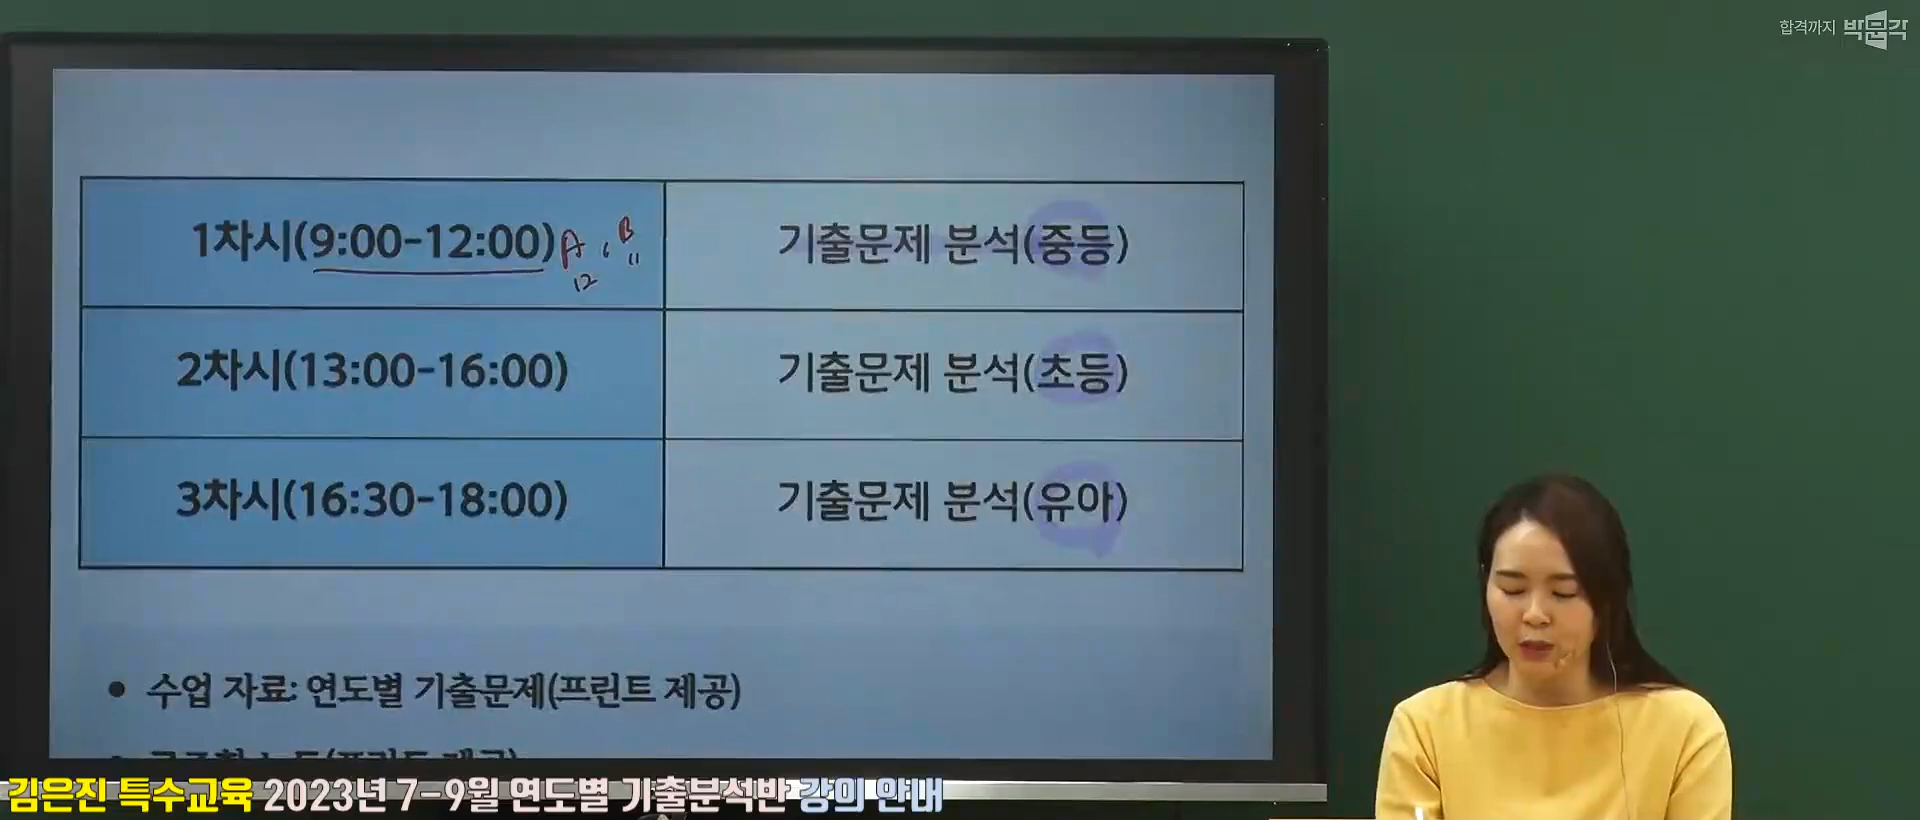 합격까지 박문각
1차시(9:00-12:00) A, B
12 11
기출문제 분석(중등)
2차시(13:00-16:00)
기출문제 분석(초등)
3차시(16:30-18:00)
기출문제 분석(유아)
• 수업 자료: 연도별 기출문제(프린트 제공)
김은진 특수교육 2023년 7-9월 연도별 기출분석반 강의 안내